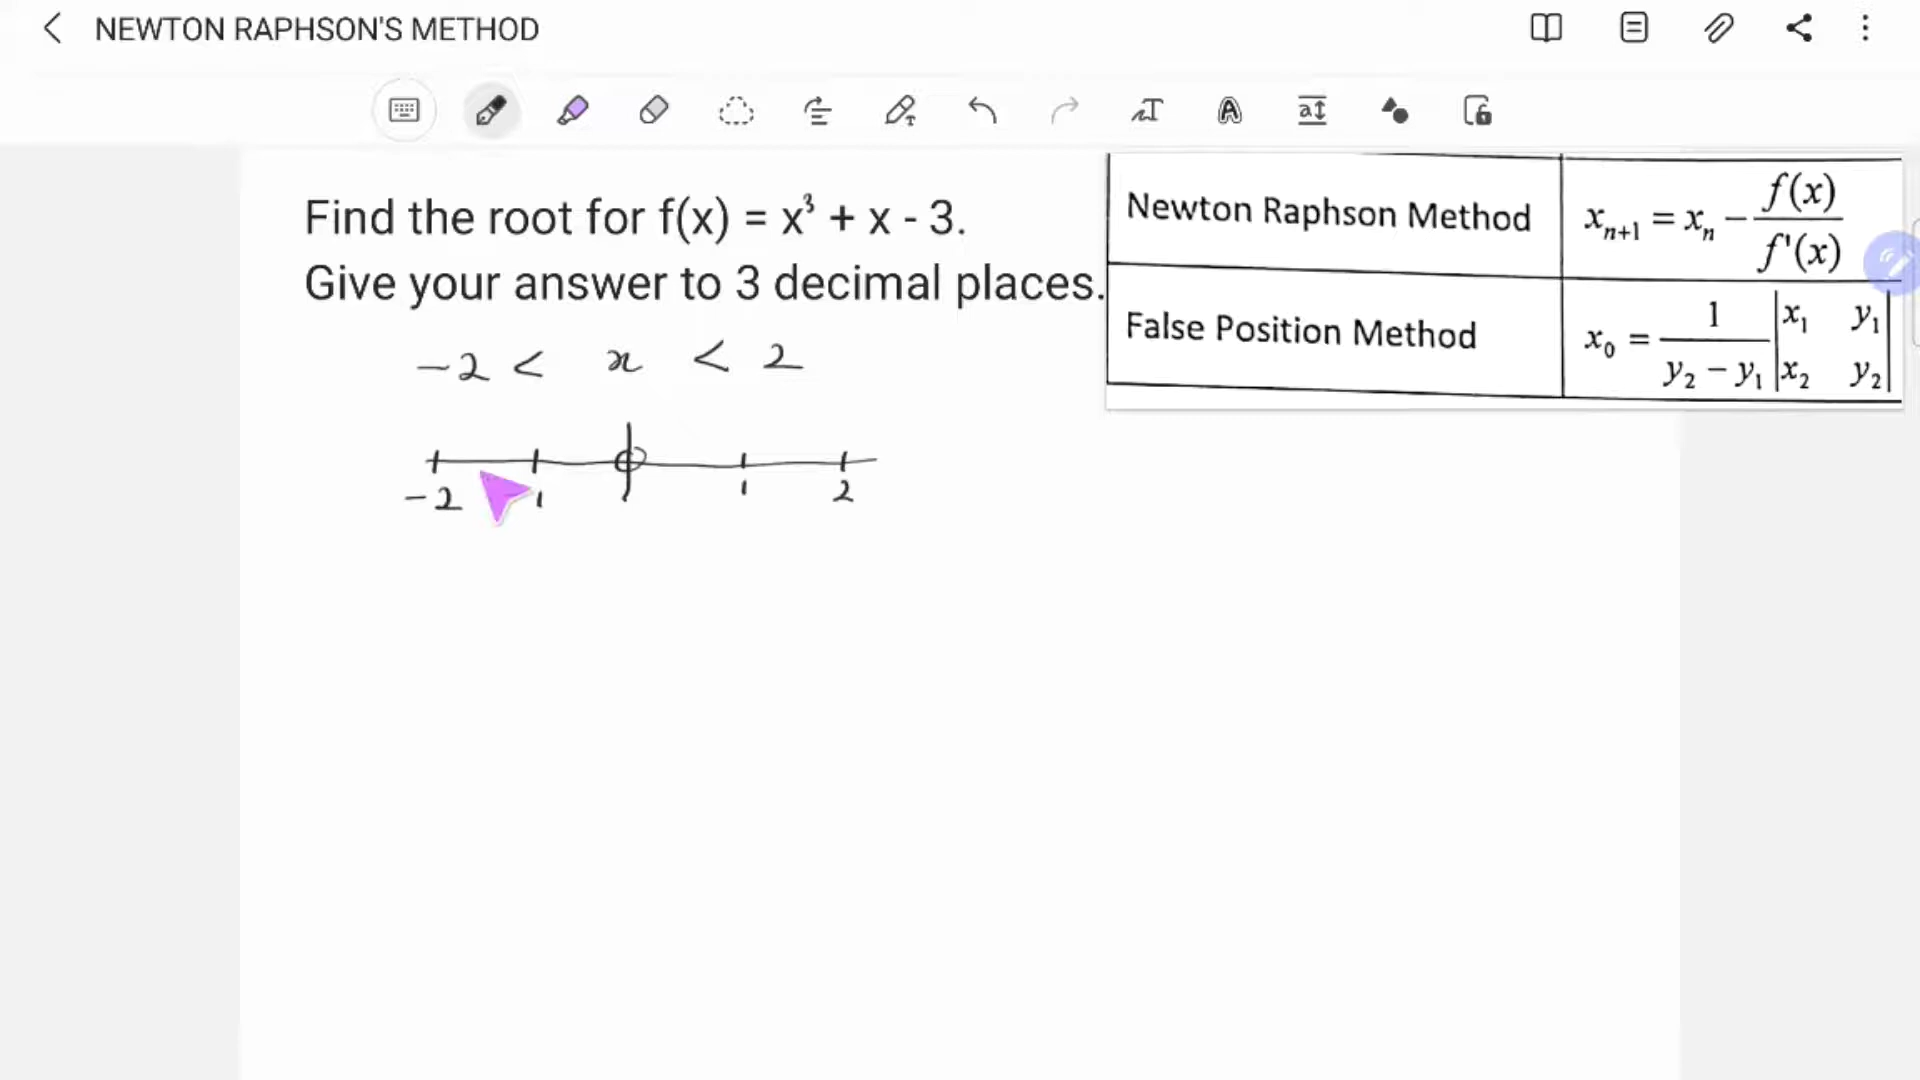 NEWTON RAPHSON'S METHOD
Find the root for f(x) = x³ + x - 3.
Give your answer to 3 decimal places.
-2 < x < 2
-2 1 1 2
Newton Raphson Method xₙ₊₁ = xₙ − f(x) / f'(x)
False Position Method x₀ = 1 / (y₂ − y₁) |x₁ y₁|
|x₂ y₂|